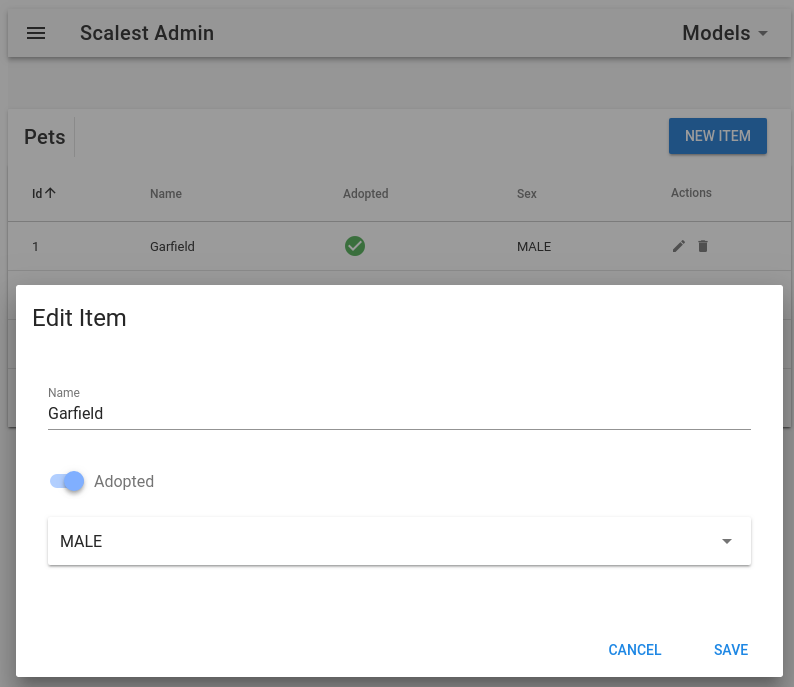 Scalest Admin Models
Pets NEW ITEM
Id Name Adopted Sex Actions
1 Garfield MALE
Edit Item
Name
Garfield
Adopted
MALE
CANCEL SAVE